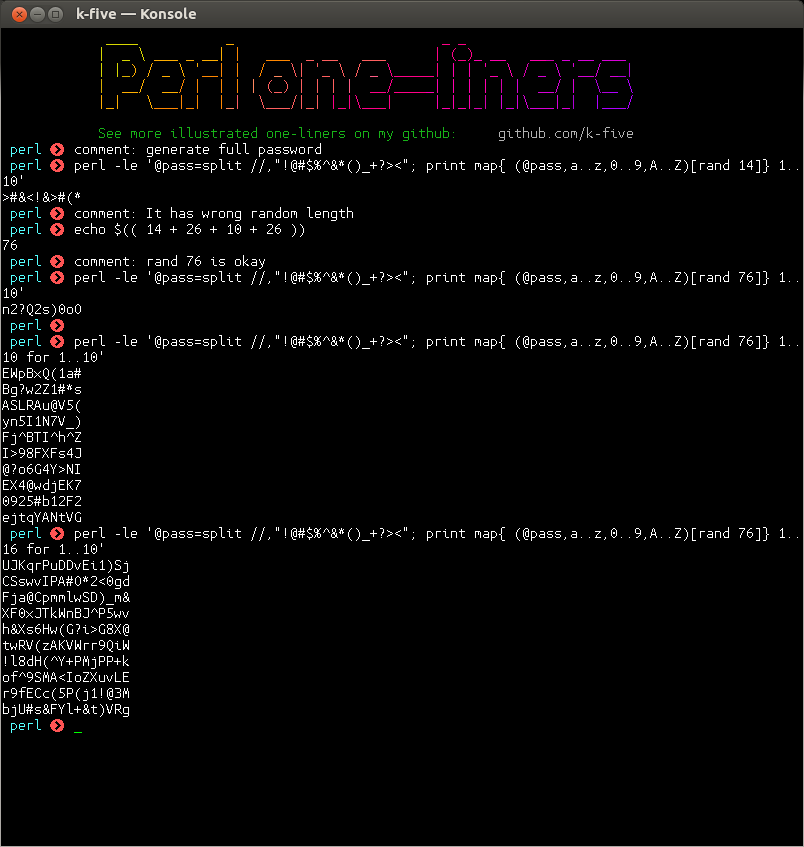 k-five — Konsole
Perl one-liners
See more illustrated one-liners on my github: github.com/k-five
perl comment: generate full password
perl perl -le '@pass=split //,"!@#$%^&*()_+?><"; print map{ (@pass,a..z,0..9,A..Z)[rand 14]} 1..
10'
>#&<!&>#(*
perl comment: It has wrong random length
perl echo $(( 14 + 26 + 10 + 26 ))
76
perl comment: rand 76 is okay
perl perl -le '@pass=split //,"!@#$%^&*()_+?><"; print map{ (@pass,a..z,0..9,A..Z)[rand 76]} 1..
10'
n2?Q2s)0oO
perl
perl perl -le '@pass=split //,"!@#$%^&*()_+?><"; print map{ (@pass,a..z,0..9,A..Z)[rand 76]} 1..
10 for 1..10'
EWpBxQ(1a#
Bg?w2Z1#*s
ASLRAu@V5(
yn5I1N7V_)
Fj^BTI^h^Z
I>98FXFs4J
@?o6G4Y>NI
EX4@wdjEK7
0925#b12F2
ejtqYANtVG
perl perl -le '@pass=split //,"!@#$%^&*()_+?><"; print map{ (@pass,a..z,0..9,A..Z)[rand 76]} 1..
16 for 1..10'
UJKqrPuDDvEi1)Sj
CSswvIPA#O*2<0gd
Fja@CpmmlwSD)_m&
XF0xJTkWnBJ^P5wv
h&Xs6Hw(G?i>G8X@
twRV(zAKVWrr9QiW
!l8dH(^Y+PMjPP+k
of^9SMA<IoZXuvLE
r9fECc(5P(j1!@3M
bjU#s&FYl+&t)VRg
perl _